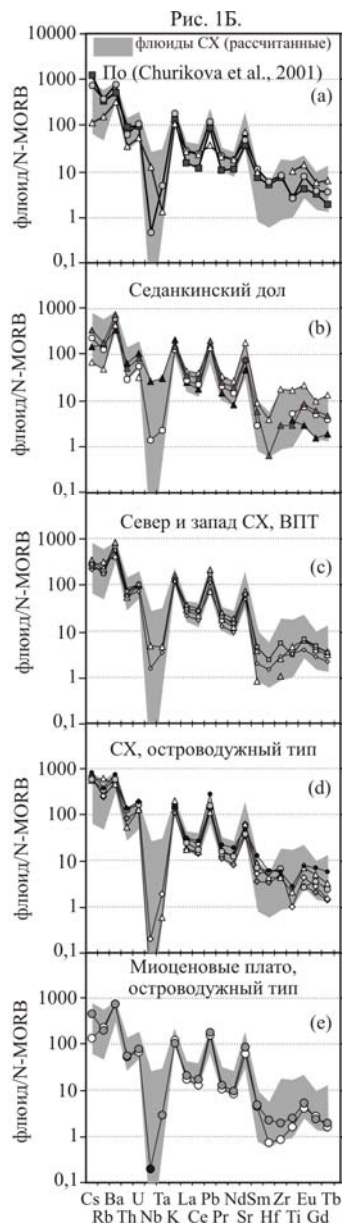 Рис. 1Б.
10000
1000
100
10
1
0,1
флюид/N-MORB
флюиды СХ (рассчитанные)
По (Churikova et al., 2001)
(a)
Седанкинский дол
1000
100
10
1
0,1
флюид/N-MORB
(b)
Север и запад СХ, ВПТ
1000
100
10
1
0,1
флюид/N-MORB
(c)
СХ, островодужный тип
1000
100
10
1
0,1
флюид/N-MORB
(d)
Миоценовые плато,
островодужный тип
1000
100
10
1
0,1
флюид/N-MORB
(e)
Cs Ba U Ta La Pb Nd Sm Zr Eu Tb
Rb Th Nb K Ce Pr Sr Hf Ti Gd